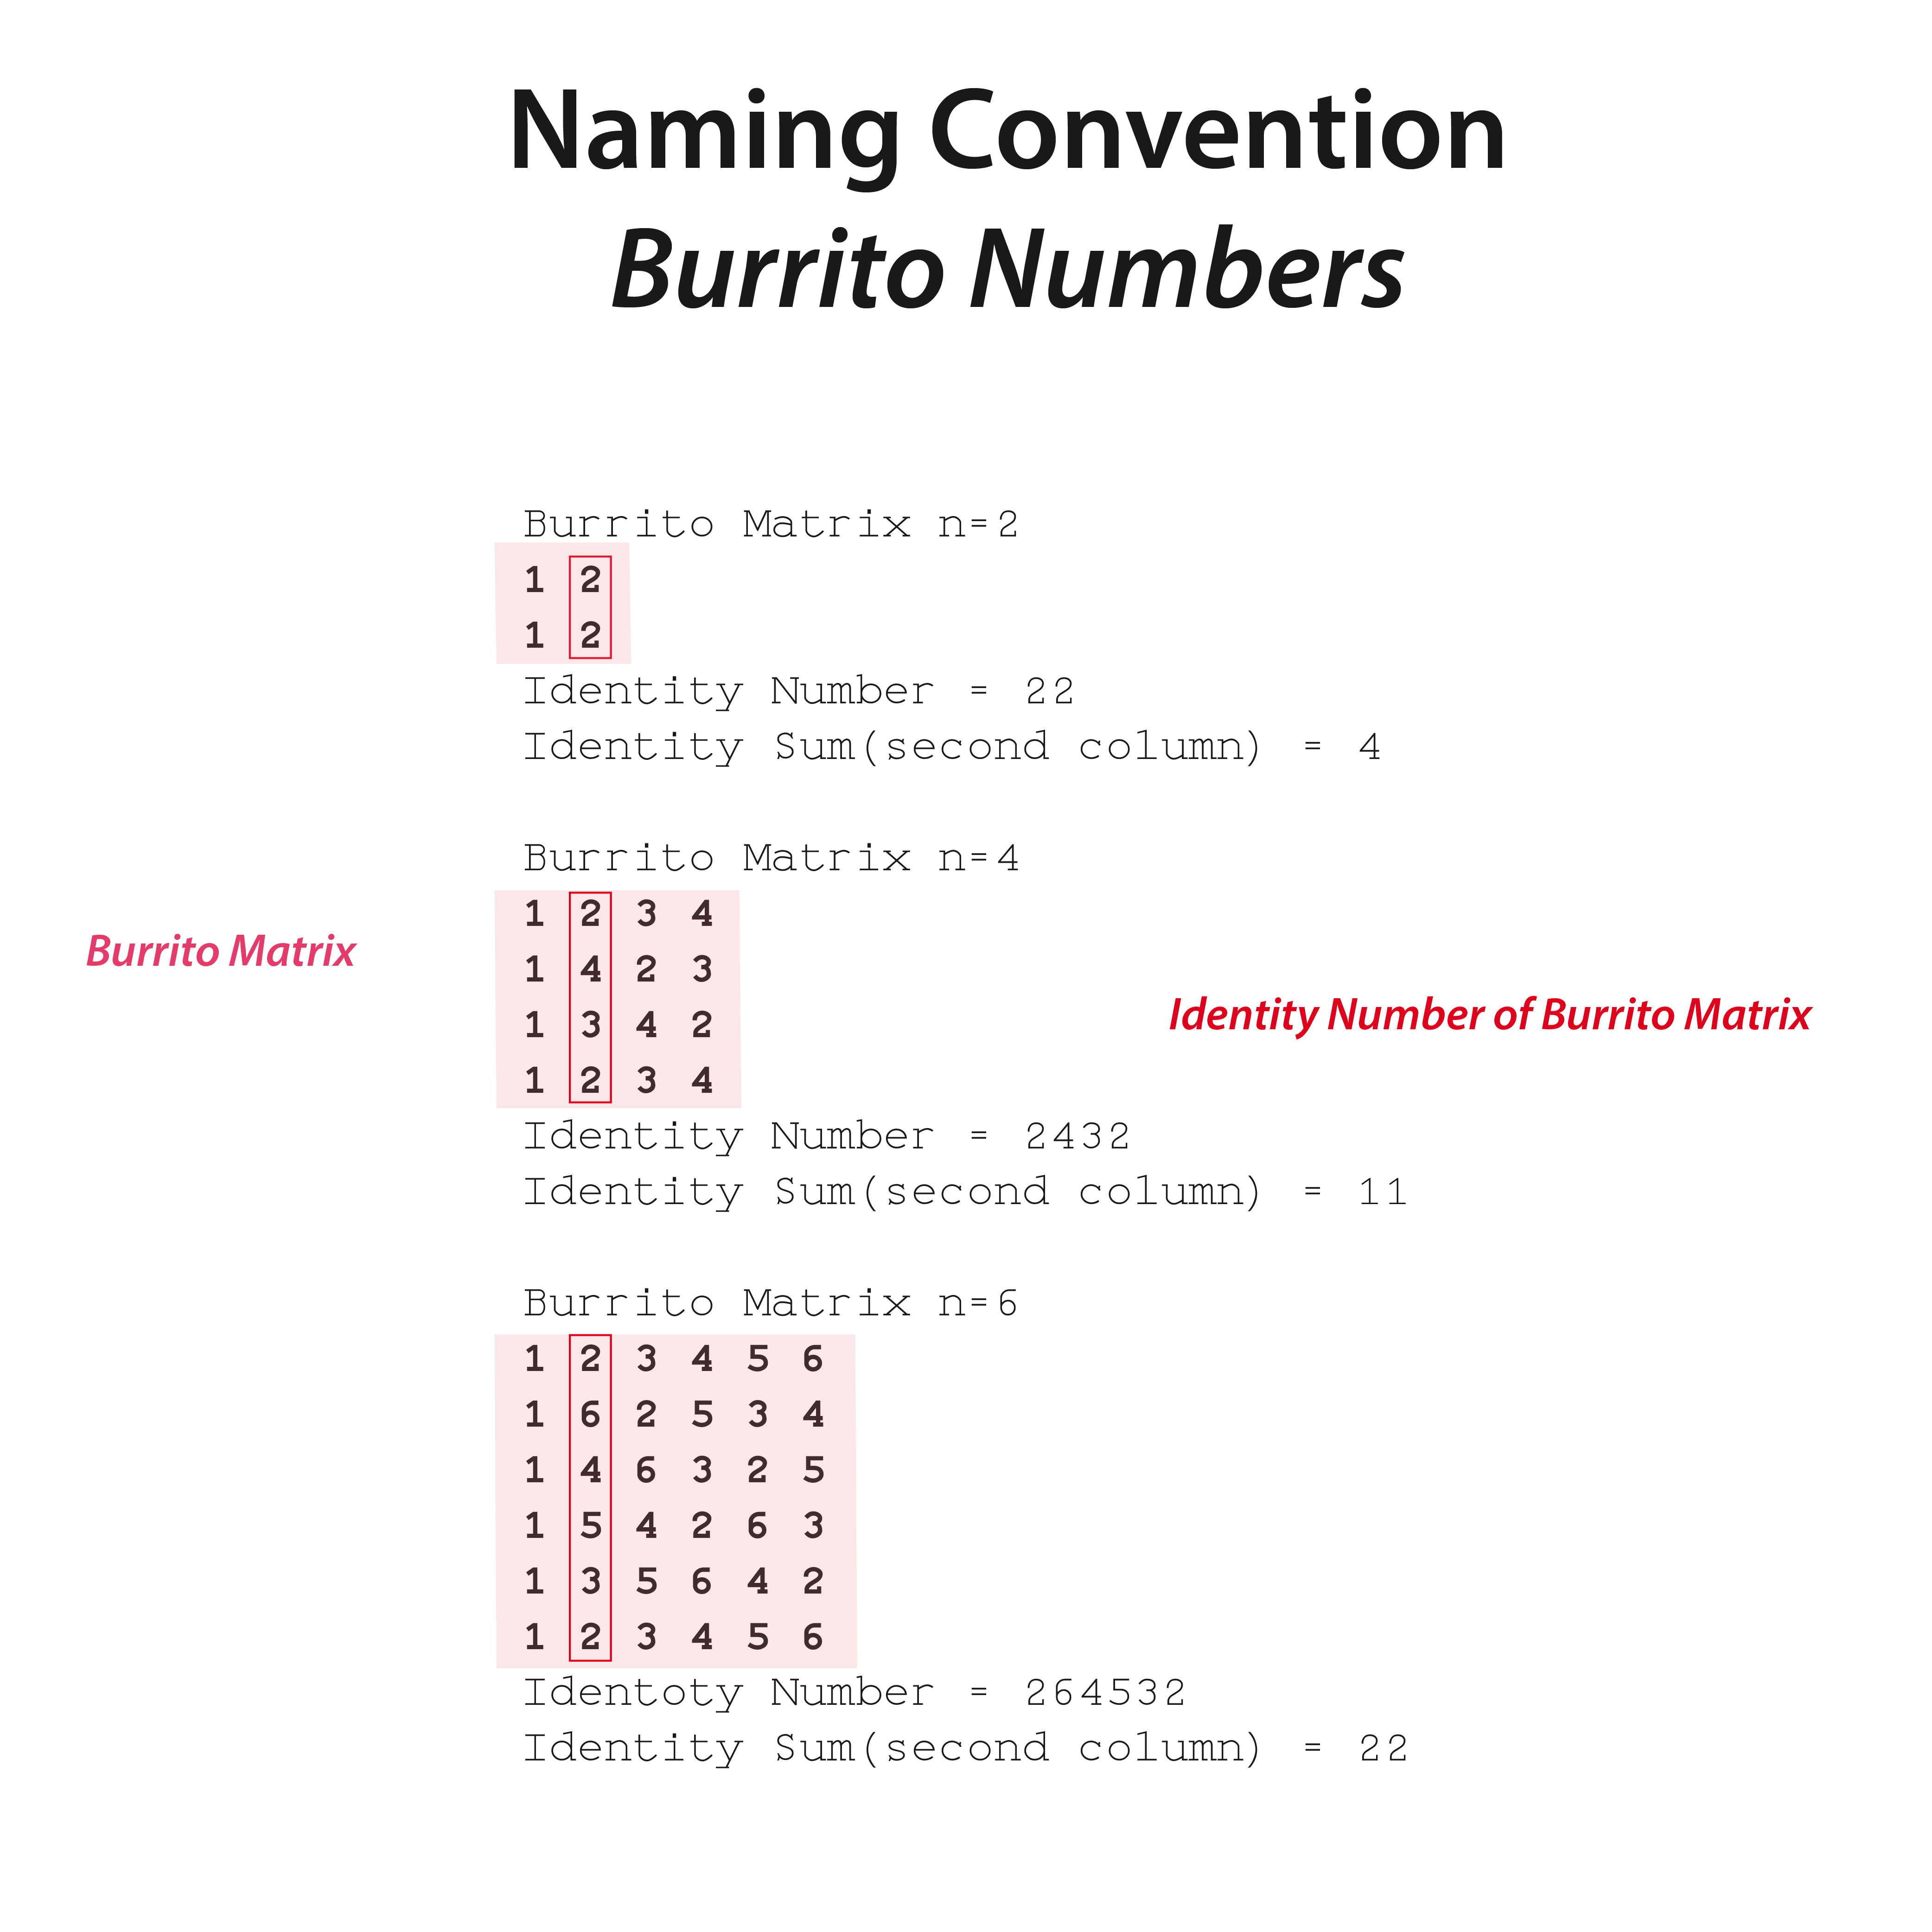 Naming Convention
Burrito Numbers
Burrito Matrix n=2
1 2
1 2
Identity Number = 22
Identity Sum(second column) = 4
Burrito Matrix n=4
1 2 3 4
Burrito Matrix
1 4 2 3
1 3 4 2
Identity Number of Burrito Matrix
1 2 3 4
Identity Number = 2432
Identity Sum(second column) = 11
Burrito Matrix n=6
1 2 3 4 5 6
1 6 2 5 3 4
1 4 6 3 2 5
1 5 4 2 6 3
1 3 5 6 4 2
1 2 3 4 5 6
Identoty Number = 264532
Identity Sum(second column) = 22